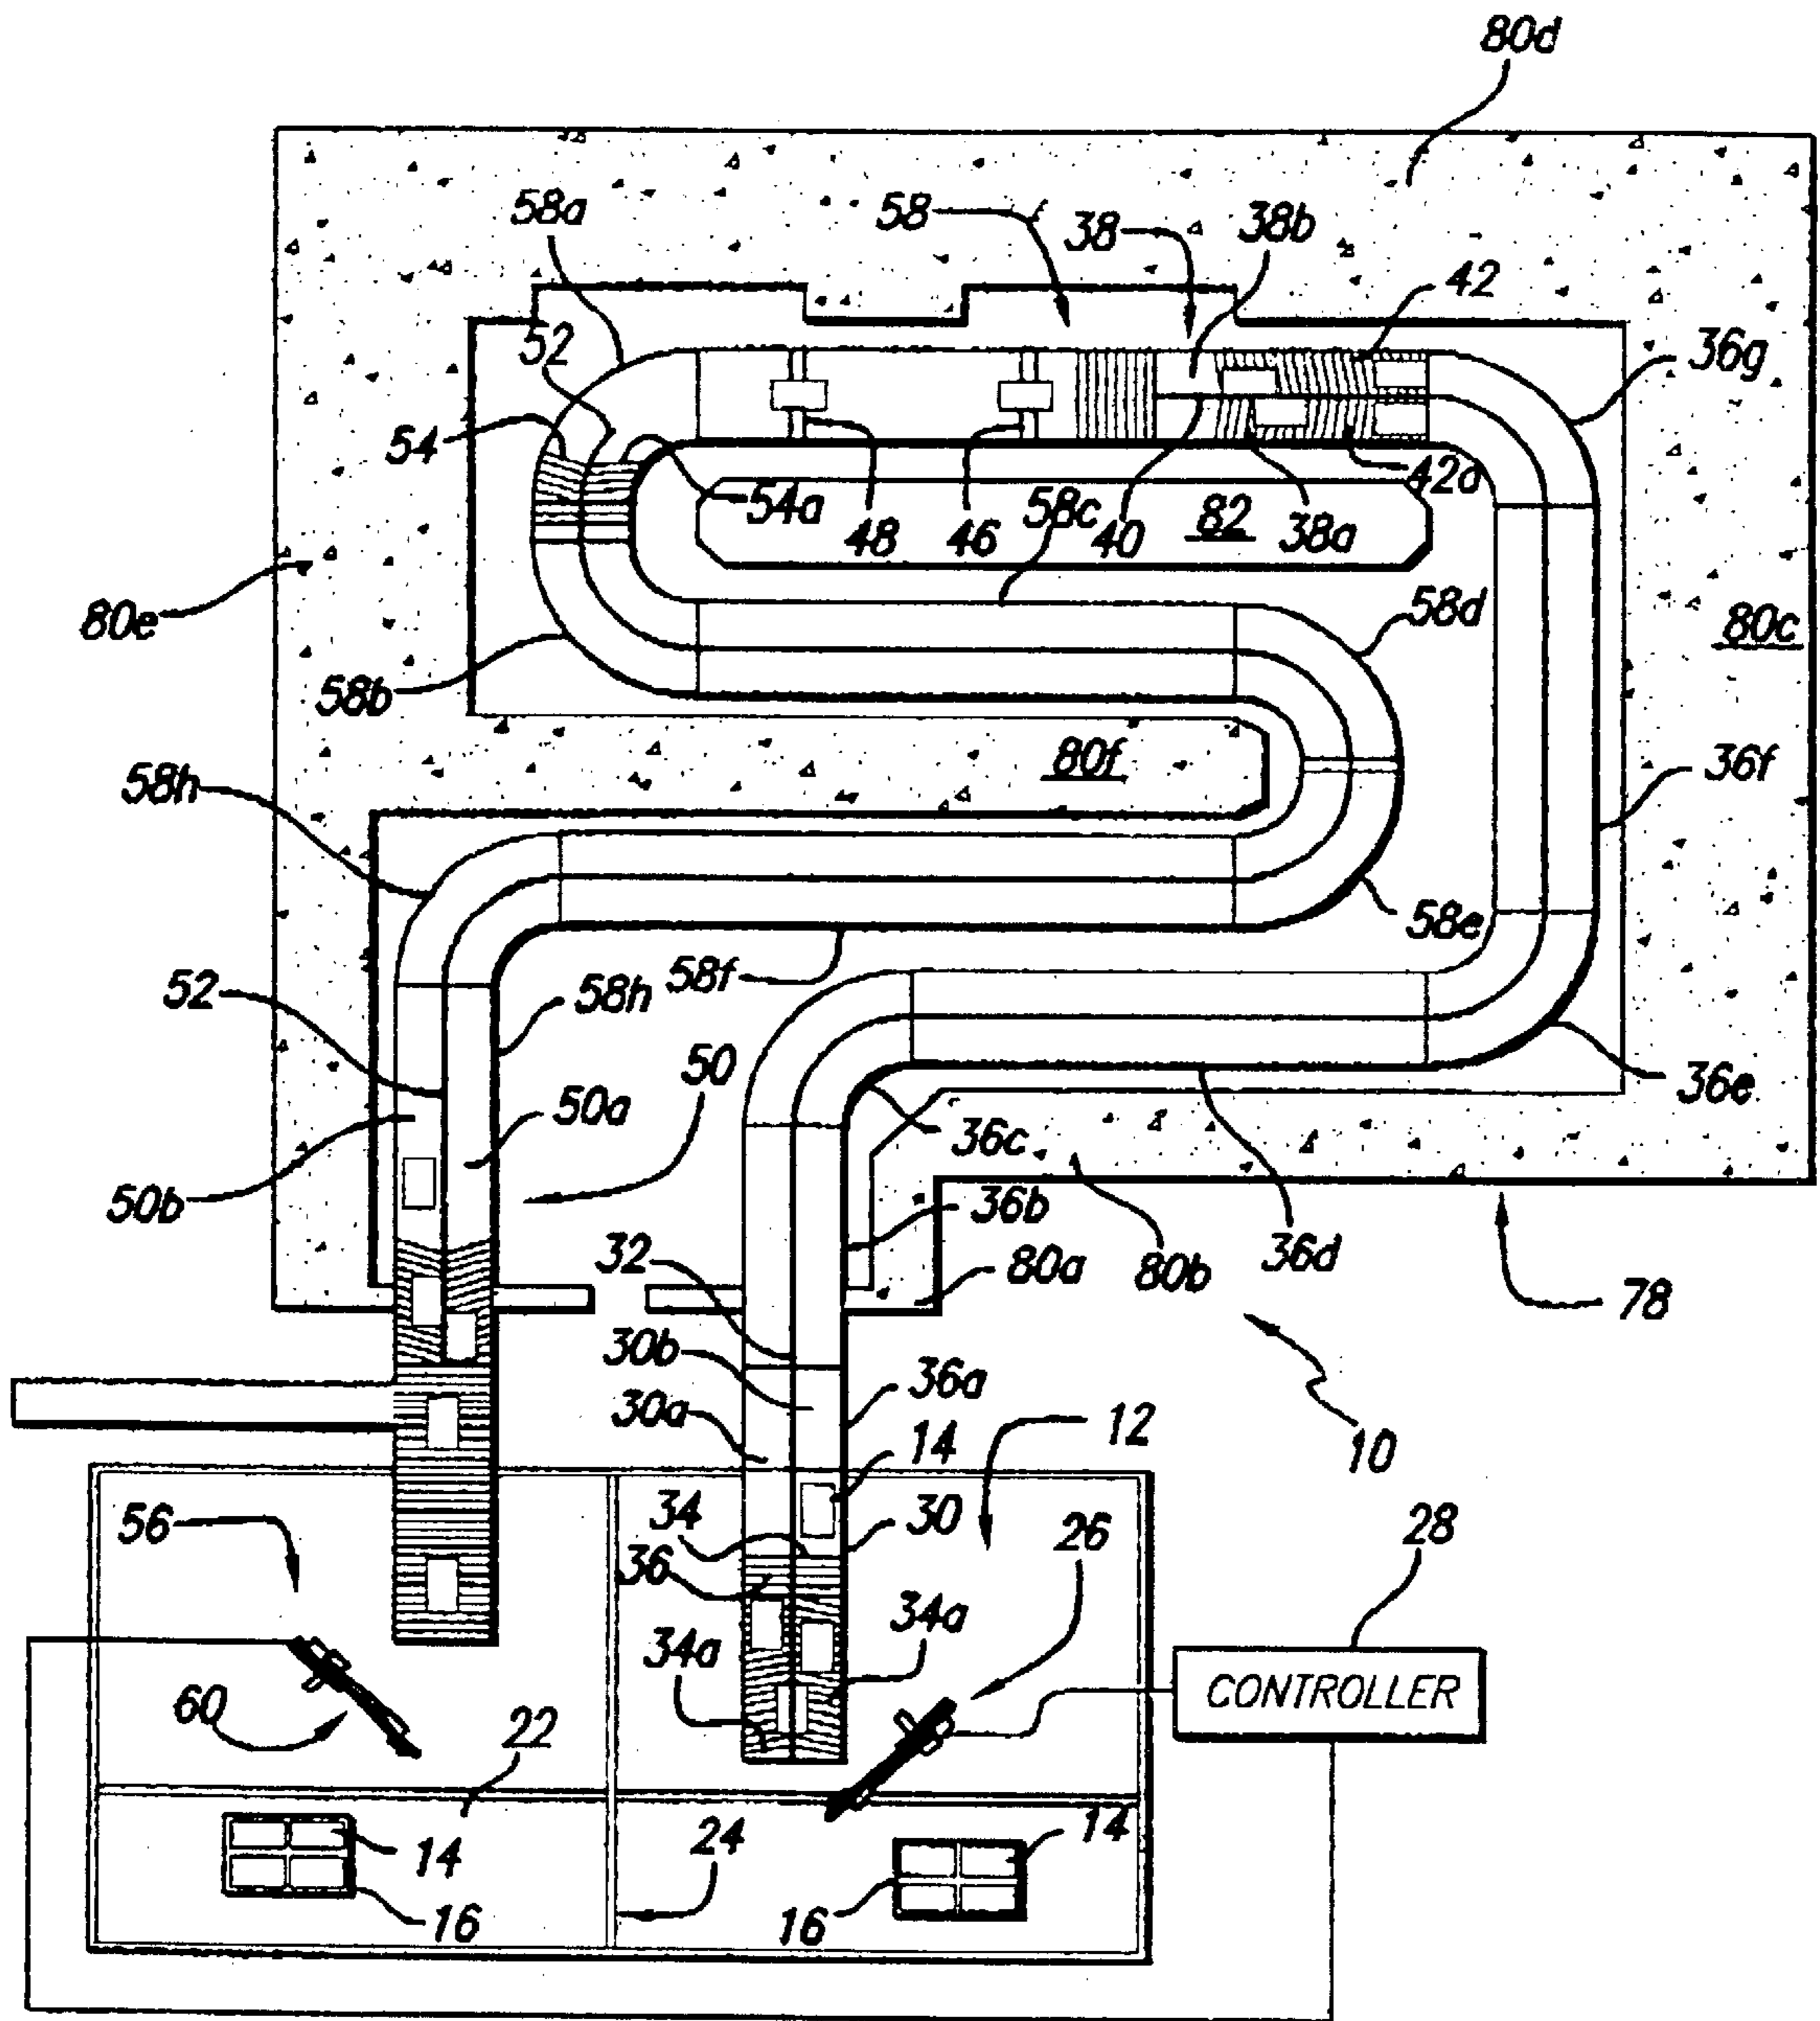 80d
58a
58
38
38b
42
36g
52
54
54a
48
46
58c
40
82
38a
42a
80e
58d
80c
58b
80f
36f
58h
58e
52
58h
58f
50
36e
50a
36c
50b
36b
32
80a
80b
36d
78
30b
36a
30a
12
14
10
56
34
30
26
28
36
34a
34a
CONTROLLER
60
22
14
24
14
16
16